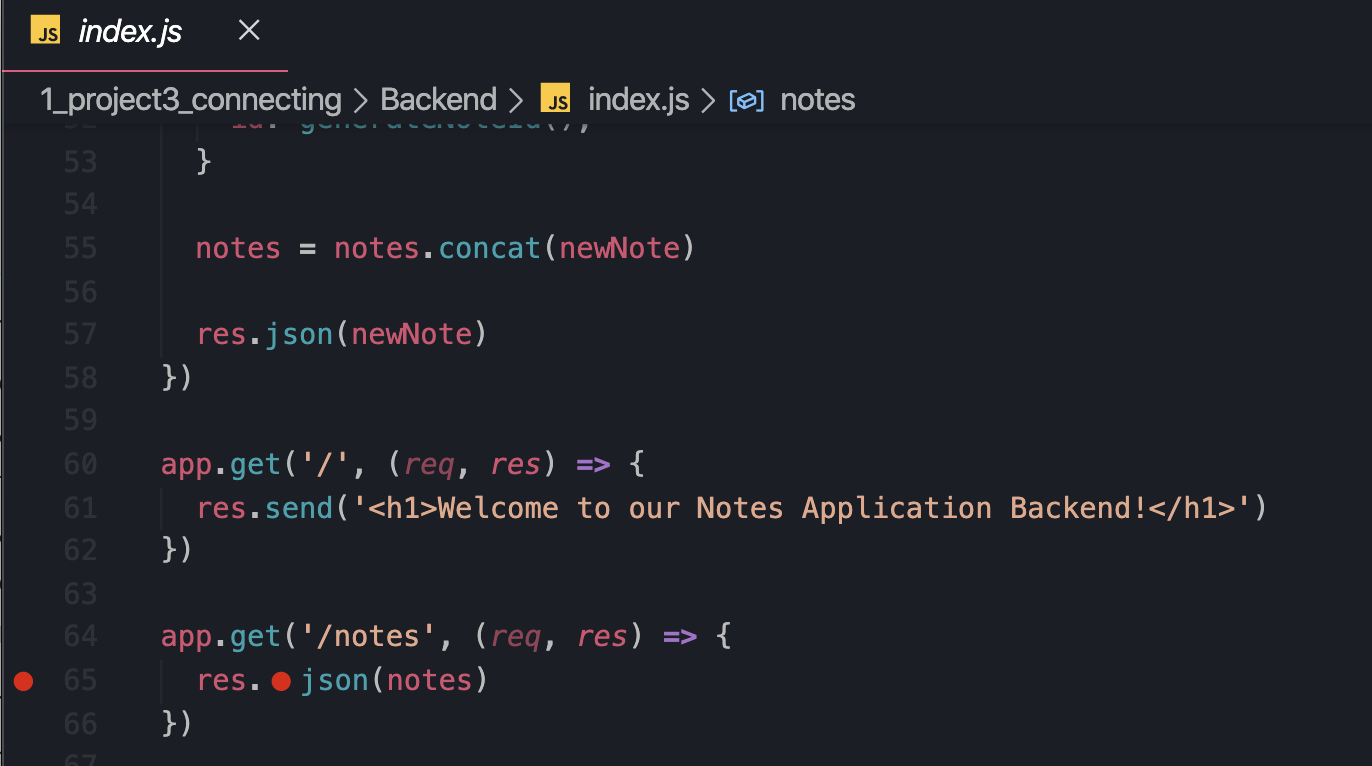 JS index.js
1_project3_connecting > Backend > JS index.js > notes
53 }
54
55 notes = notes.concat(newNote)
56
57 res.json(newNote)
58 })
59
60 app.get('/', (req, res) => {
61 res.send('<h1>Welcome to our Notes Application Backend!</h1>')
62 })
63
64 app.get('/notes', (req, res) => {
65 res.json(notes)
66 })
67